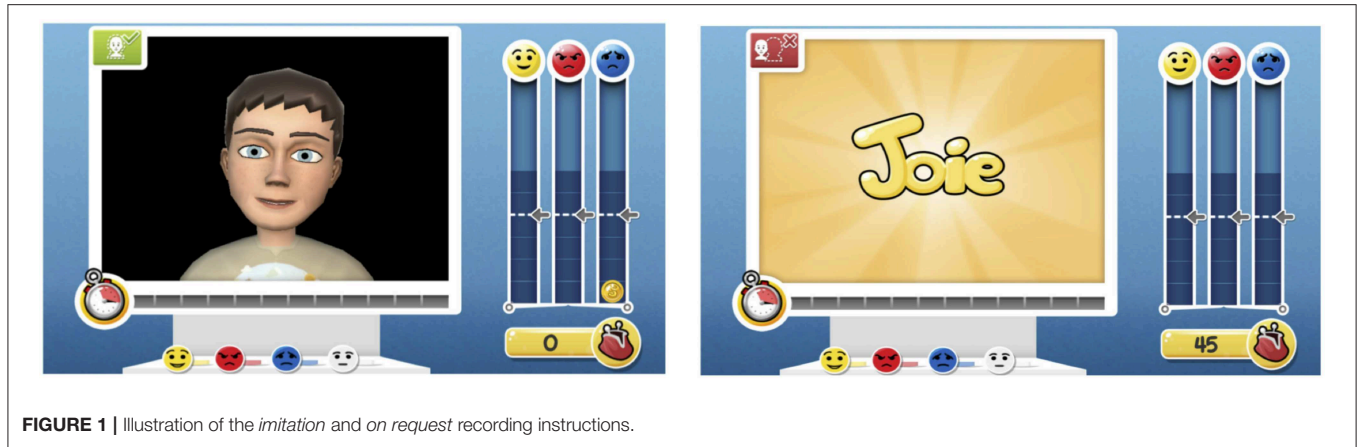 0
Joie
45
FIGURE 1 | Illustration of the imitation and on request recording instructions.